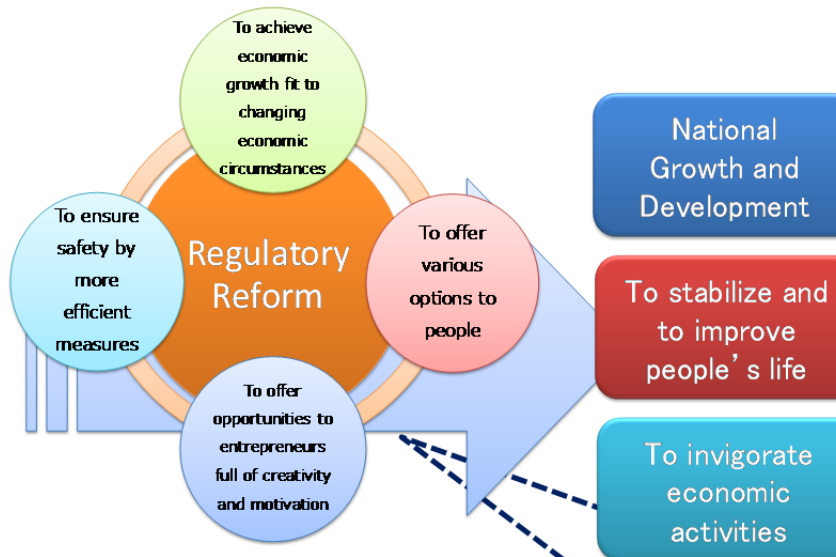 To achieve
economic
growth fit to
changing
economic
circumstances
To ensure
safety by
more
efficient
measures
Regulatory
Reform
To offer
various
options to
people
To offer
opportunities to
entrepreneurs
full of creativity
and motivation
National
Growth and
Development
To stabilize and
to improve
people’s life
To invigorate
economic
activities